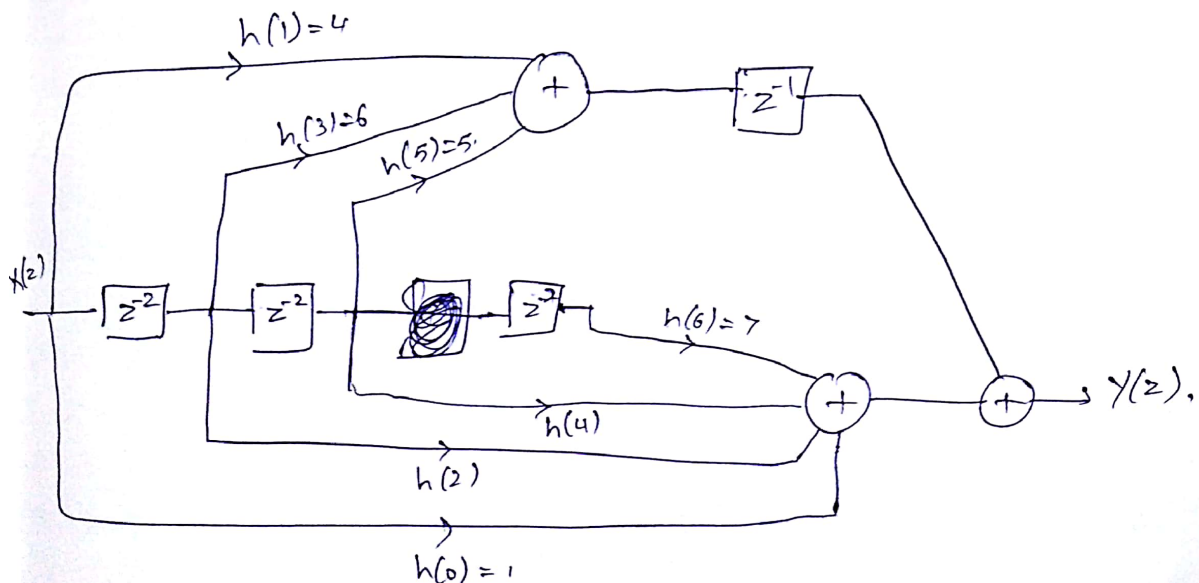 h(1)=4
+
z⁻¹
h(3)=6
h(5)=5.
X(z)
z⁻²
z⁻²
z⁻²
h(6)=7
+
+
Y(z).
h(4)
h(2)
h(0) = 1